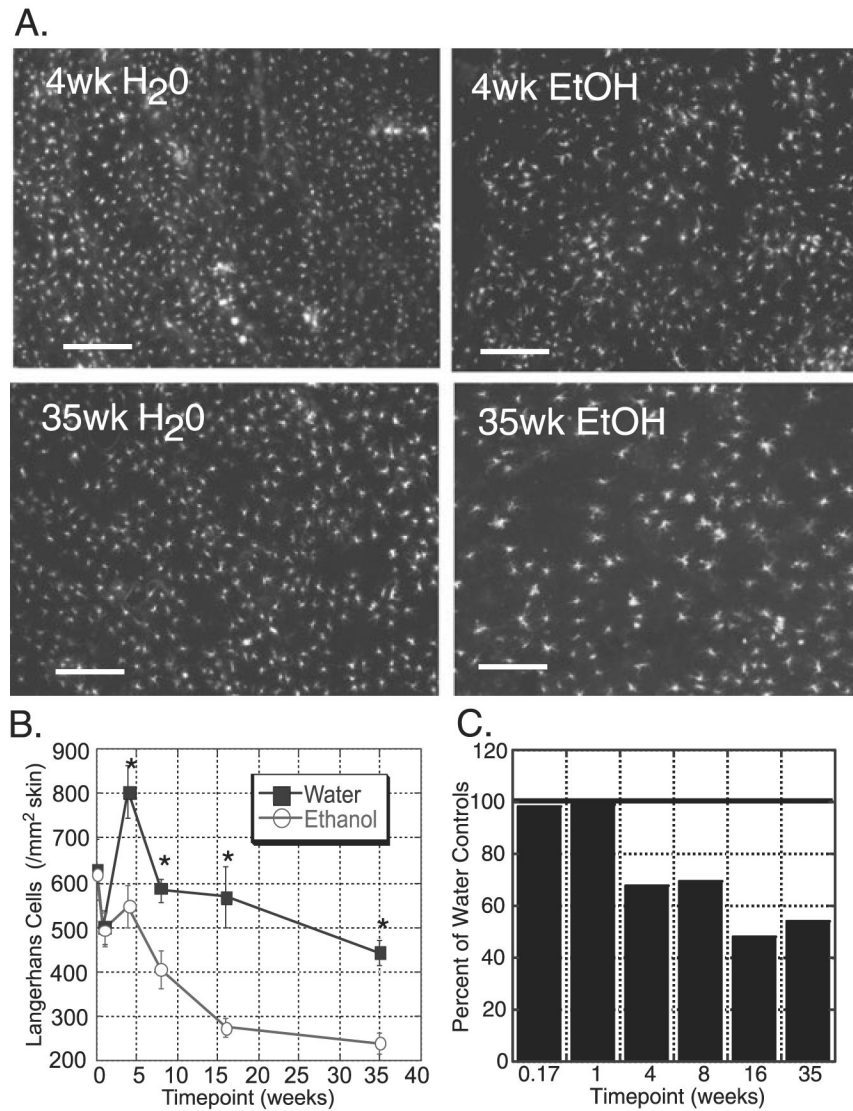 A.
4wk H₂0
4wk EtOH
35wk H₂0
35wk EtOH
B.
900
800
700
600
500
400
300
200
Langerhans Cells (/mm² skin)
*
*
*
*
Water
Ethanol
0 5 10 15 20 25 30 35 40
Timepoint (weeks)
C.
120
100
80
60
40
20
0
Percent of Water Controls
0.17 1 4 8 16 35
Timepoint (weeks)